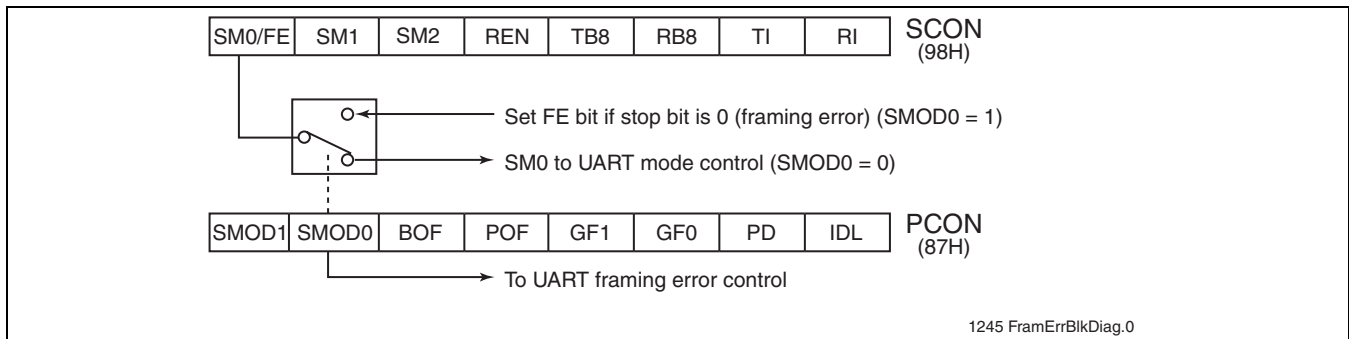 SM0/FE SM1 SM2 REN TB8 RB8 TI RI SCON
(98H)
Set FE bit if stop bit is 0 (framing error) (SMOD0 = 1)
SM0 to UART mode control (SMOD0 = 0)
SMOD1 SMOD0 BOF POF GF1 GF0 PD IDL PCON
(87H)
To UART framing error control
1245 FramErrBlkDiag.0